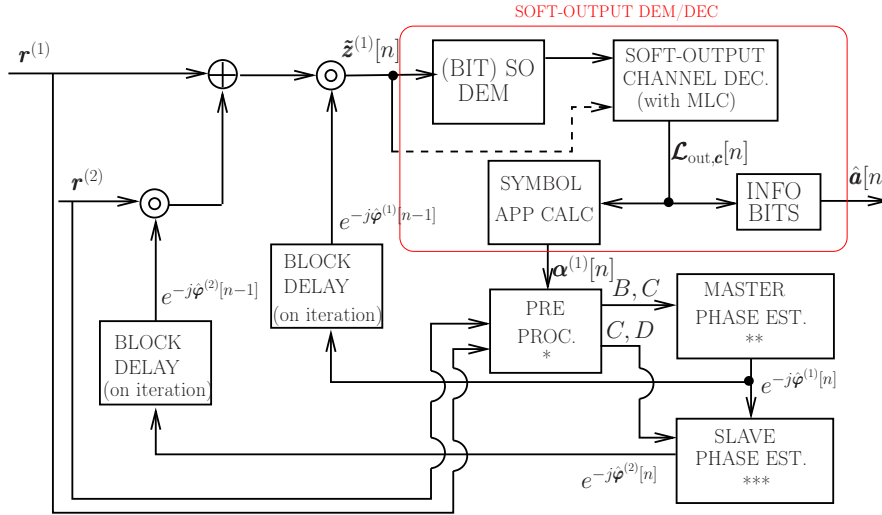 SOFT-OUTPUT DEM/DEC
r^(1)
z̃^(1)[n]
(BIT) SO
DEM
SOFT-OUTPUT
CHANNEL DEC.
(with MLC)
𝓛_out,c[n]
r^(2)
SYMBOL
APP CALC
INFO
BITS
â[n
e^−jφ̂^(1)[n−1]
α^(1)[n]
e^−jφ̂^(2)[n−1]
BLOCK
DELAY
(on iteration)
PRE
PROC.
*
B, C
C, D
MASTER
PHASE EST.
**
BLOCK
DELAY
(on iteration)
e^−jφ̂^(1)[n]
SLAVE
PHASE EST.
***
e^−jφ̂^(2)[n]